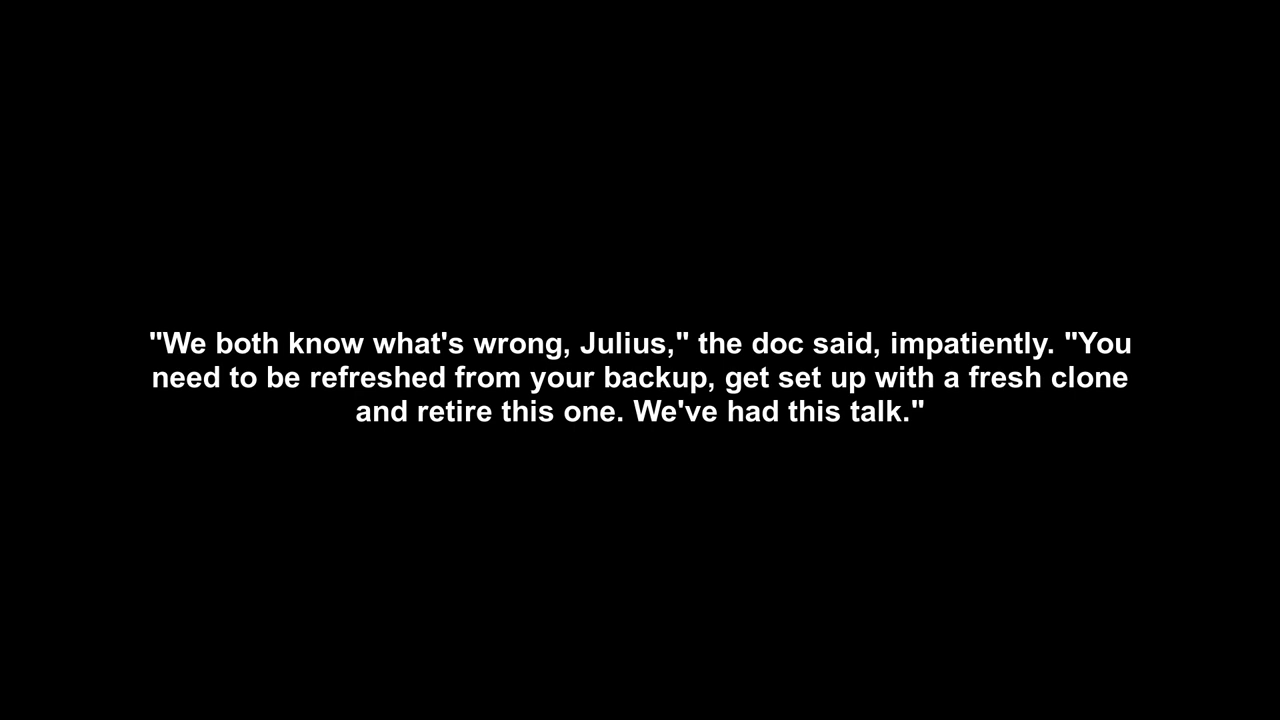 "We both know what's wrong, Julius," the doc said, impatiently. "You
need to be refreshed from your backup, get set up with a fresh clone
and retire this one. We've had this talk."